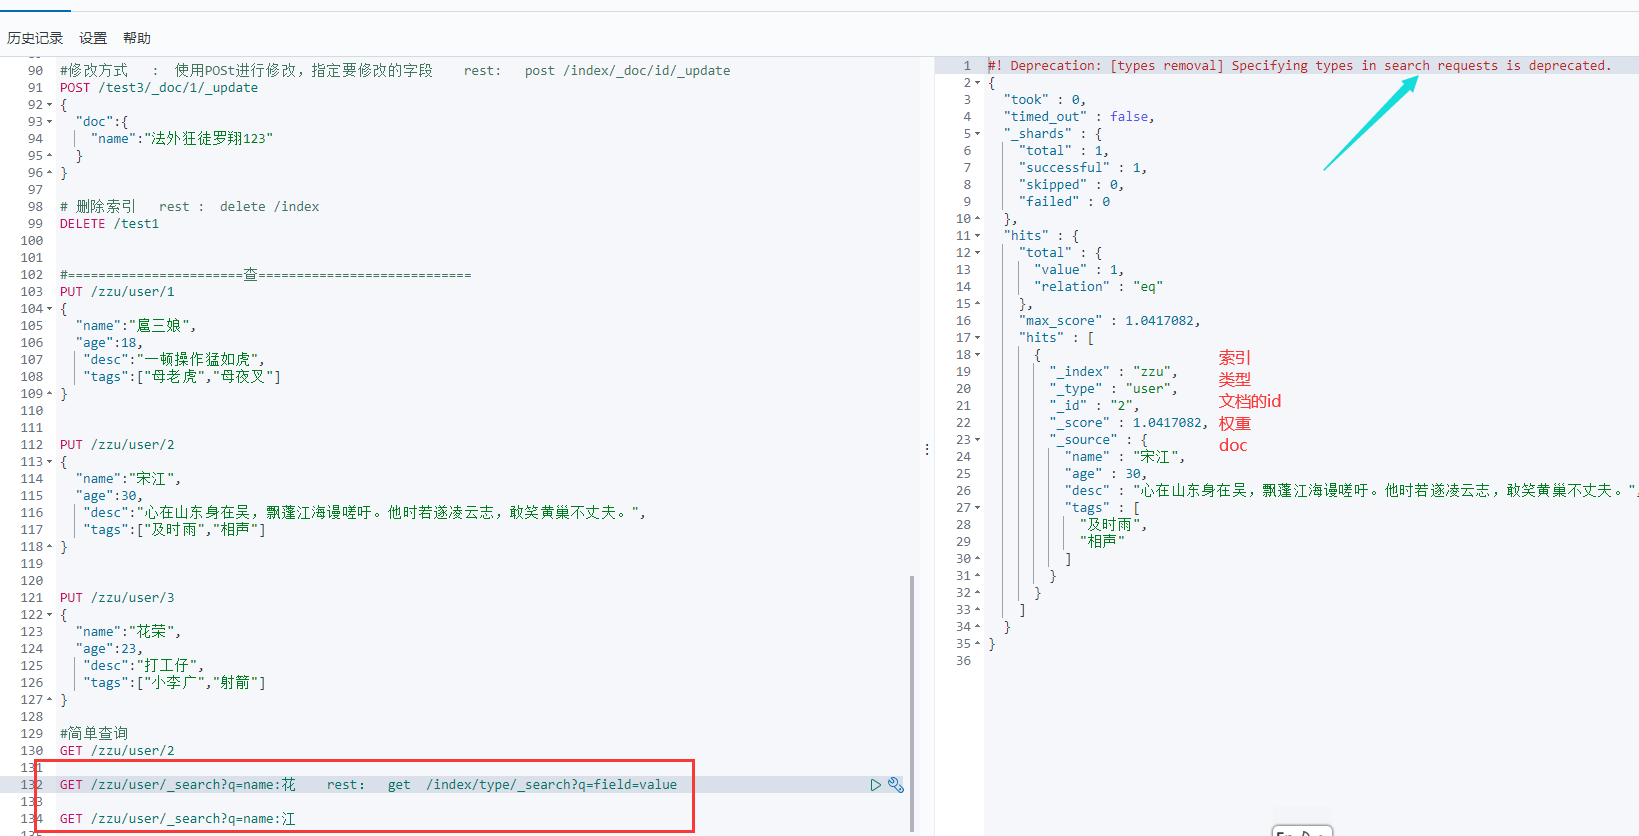 历史记录 设置 帮助
90 #修改方式 : 使用POSt进行修改，指定要修改的字段 rest: post /index/_doc/id/_update
91 POST /test3/_doc/1/_update
92 {
93 "doc":{
94 "name":"法外狂徒罗翔123"
95 }
96 }
97
98 # 删除索引 rest : delete /index
99 DELETE /test1
100
101
102 #=======================查============================
103 PUT /zzu/user/1
104 {
105 "name":"扈三娘",
106 "age":18,
107 "desc":"一顿操作猛如虎",
108 "tags":["母老虎","母夜叉"]
109 }
110
111
112 PUT /zzu/user/2
113 {
114 "name":"宋江",
115 "age":30,
116 "desc":"心在山东身在吴，飘蓬江海谩嗟吁。他时若遂凌云志，敢笑黄巢不丈夫。",
117 "tags":["及时雨","相声"]
118 }
119
120
121 PUT /zzu/user/3
122 {
123 "name":"花荣",
124 "age":23,
125 "desc":"打工仔",
126 "tags":["小李广","射箭"]
127 }
128
129 #简单查询
130 GET /zzu/user/2
131
132 GET /zzu/user/_search?q=name:花 rest： get /index/type/_search?q=field=value
133
134 GET /zzu/user/_search?q=name:江
1 #! Deprecation: [types removal] Specifying types in search requests is deprecated.
2 {
3 "took" : 0,
4 "timed_out" : false,
5 "_shards" : {
6 "total" : 1,
7 "successful" : 1,
8 "skipped" : 0,
9 "failed" : 0
10 },
11 "hits" : {
12 "total" : {
13 "value" : 1,
14 "relation" : "eq"
15 },
16 "max_score" : 1.0417082,
17 "hits" : [
18 {
19 "_index" : "zzu",
20 "_type" : "user",
21 "_id" : "2",
22 "_score" : 1.0417082,
23 "_source" : {
24 "name" : "宋江",
25 "age" : 30,
26 "desc" : "心在山东身在吴，飘蓬江海谩嗟吁。他时若遂凌云志，敢笑黄巢不丈夫。",
27 "tags" : [
28 "及时雨",
29 "相声"
30 ]
31 }
32 }
33 ]
34 }
35 }
36
索引
类型
文档的id
权重
doc